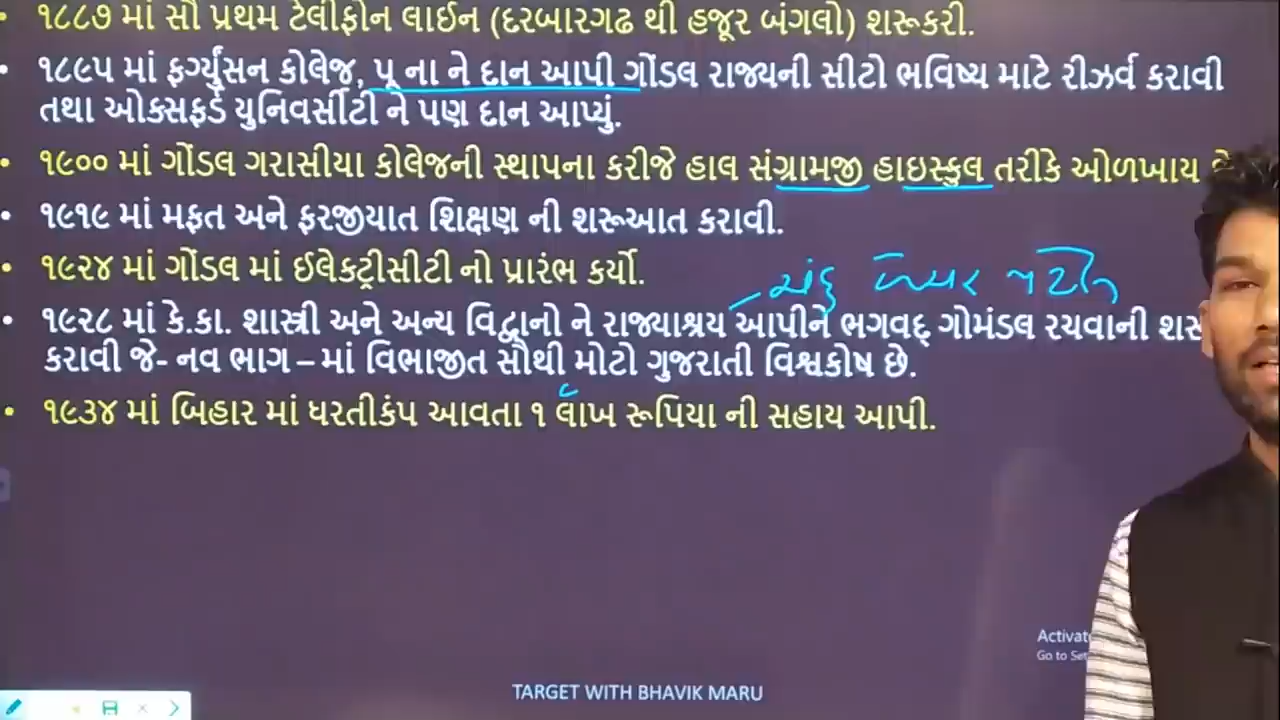 ૧૮૮૭ માં સૌ પ્રથમ ટેલીફોન લાઈન (દરબારગઢ થી હજૂર બંગલો) શરૂકરી.
૧૮૯૫ માં ફર્ગ્યુંસન કોલેજ, પૂ ના ને દાન આપી ગોંડલ રાજ્યની સીટો ભવિષ્ય માટે રીઝર્વ કરાવી
તથા ઓક્સફર્ડ યુનિવર્સીટી ને પણ દાન આપ્યું.
૧૯૦૦ માં ગોંડલ ગરાસીયા કોલેજની સ્થાપના કરીજે હાલ સંગ્રામજી હાઇસ્કુલ તરીકે ઓળખાય
૧૯૧૯ માં મફત અને ફરજીયાત શિક્ષણ ની શરૂઆત કરાવી.
૧૯૨૪ માં ગોંડલ માં ઈલેકટ્રીસીટી નો પ્રારંભ કર્યો.
ચંદુ
૧૯૨૮ માં કે.કા. શાસ્ત્રી અને અન્ય વિદ્વાનો ને રાજ્યાશ્રય આપીને ભગવદ્ ગોમંડલ રચવાની
કરાવી જે- નવ ભાગ – માં વિભાજીત સૌથી મોટો ગુજરાતી વિશ્વકોષ છે.
૧૯૩૪ માં બિહાર માં ધરતીકંપ આવતા ૧ લાખ રૂપિયા ની સહાય આપી.
TARGET WITH BHAVIK MARU